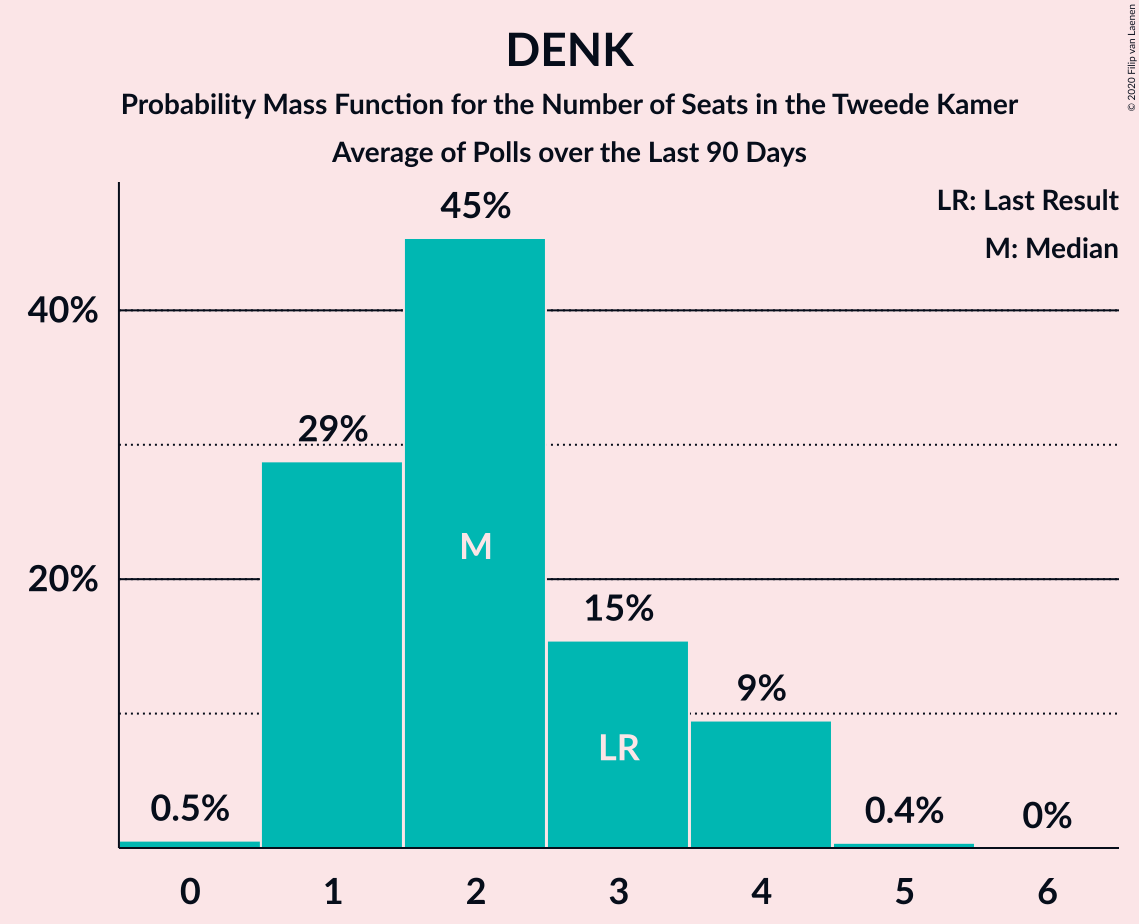 DENK
Probability Mass Function for the Number of Seats in the Tweede Kamer
Average of Polls over the Last 90 Days
© 2020 Filip van Laenen
LR: Last Result
M: Median
45%
40%
29%
M
20%
15%
9%
LR
0.5%
0.4%
0%
0 1 2 3 4 5 6